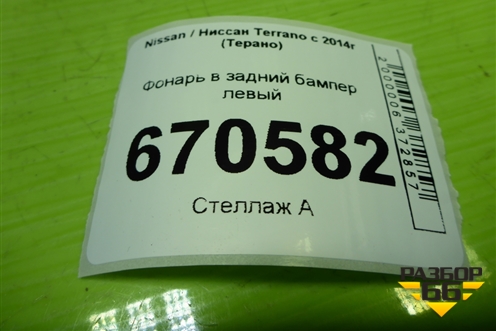 Nissan / Ниссан Terrano с 2014г
(Терано)
Фонарь в задний бампер
левый
670582
Стеллаж А
2000006372857
РАЗБОР
66